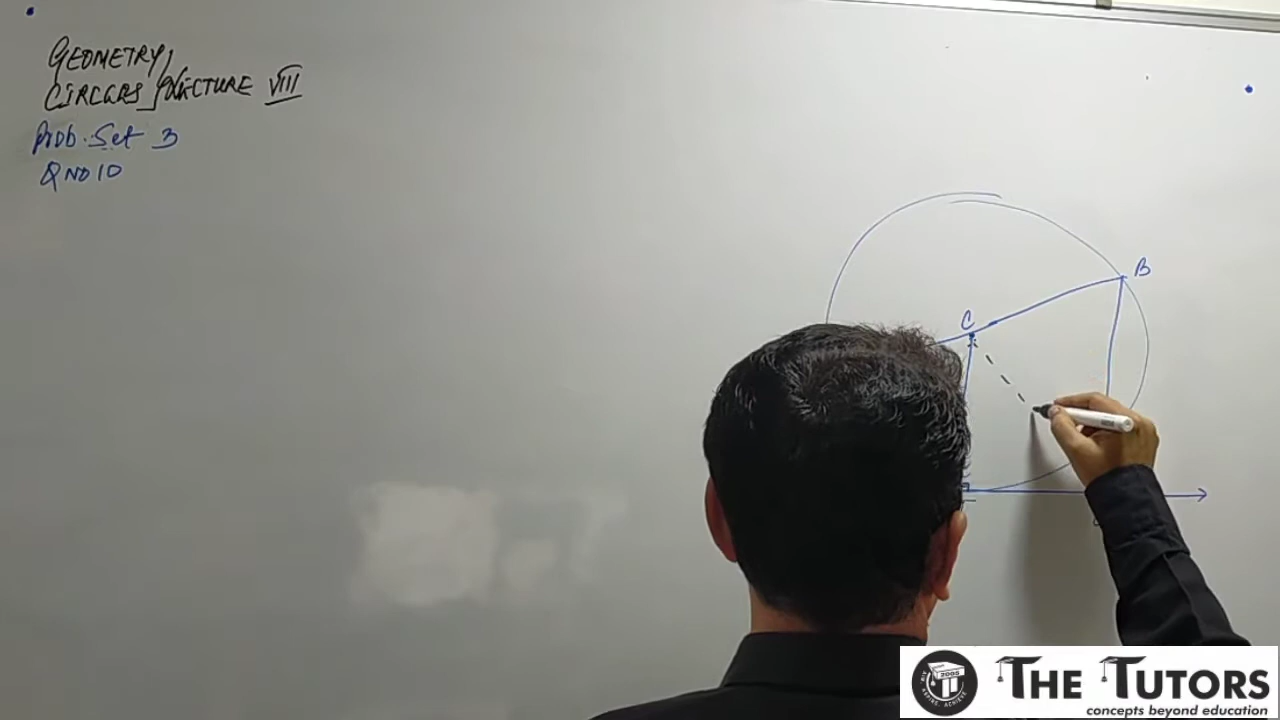 GEOMETRY,
CIRCLES LECTURE VIII
Prob. Set 3
Q NO 10
B
C
THE TUTORS
concepts beyond education